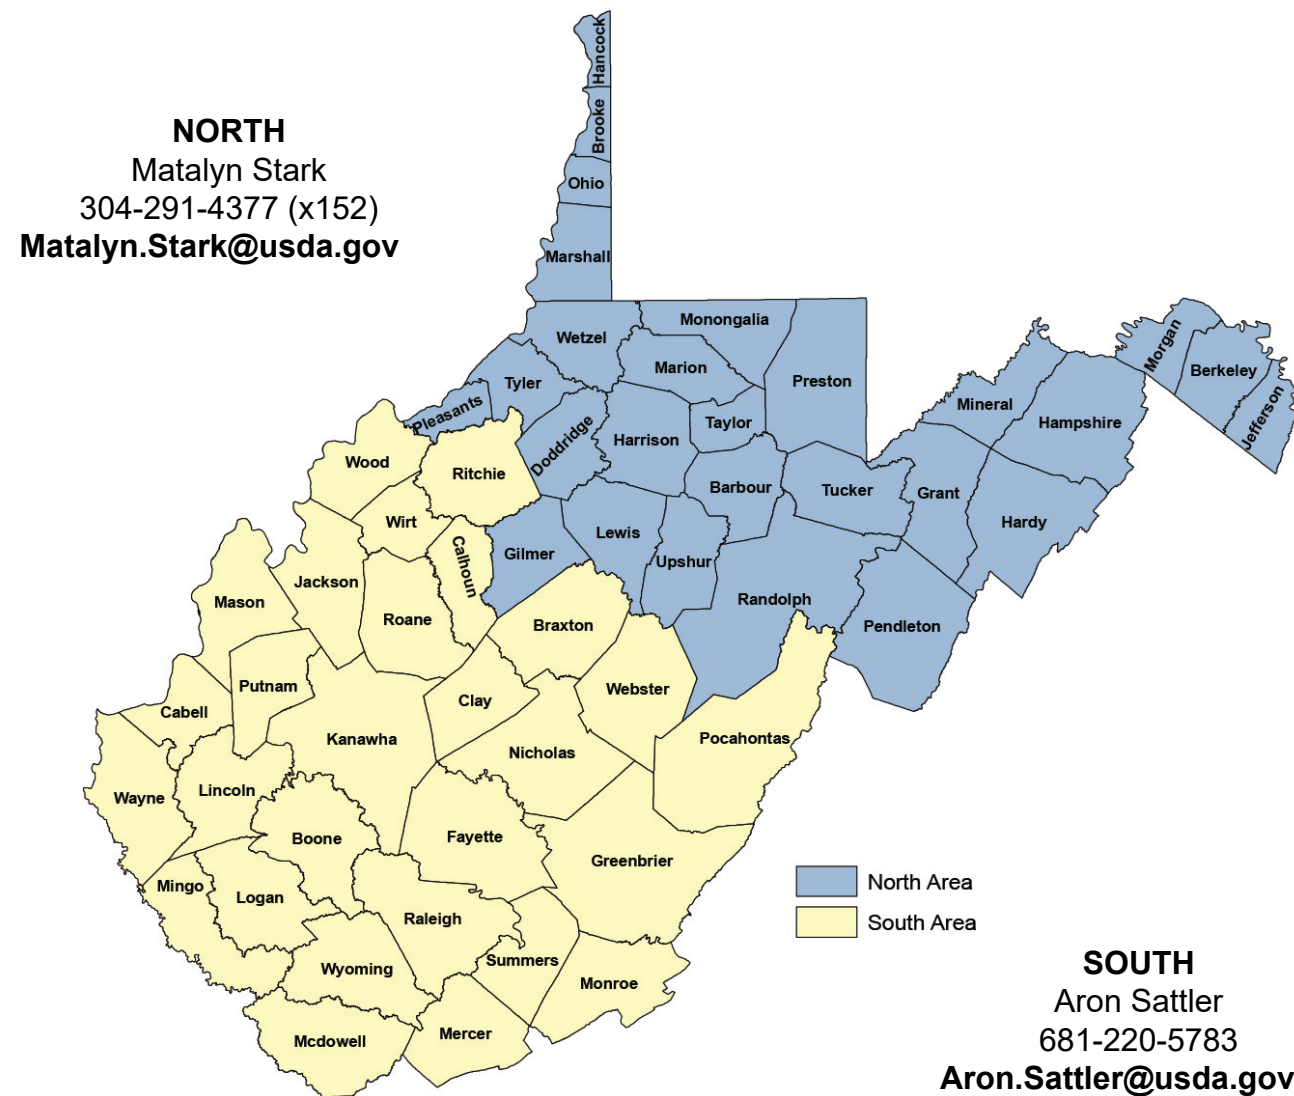 NORTH
Matalyn Stark
304-291-4377 (x152)
Matalyn.Stark@usda.gov
Hancock
Brooke
Ohio
Marshall
Wetzel
Monongalia
Marion
Preston
Tyler
Pleasants
Doddridge
Harrison
Taylor
Mineral
Hampshire
Morgan
Berkeley
Jefferson
Wood
Ritchie
Barbour
Tucker
Grant
Hardy
Wirt
Calhoun
Gilmer
Lewis
Upshur
Randolph
Pendleton
Mason
Jackson
Roane
Braxton
Webster
Pocahontas
Cabell
Putnam
Kanawha
Clay
Nicholas
Wayne
Lincoln
Boone
Fayette
Greenbrier
Mingo
Logan
Raleigh
Wyoming
Summers
Monroe
Mcdowell
Mercer
North Area
South Area
SOUTH
Aron Sattler
681-220-5783
Aron.Sattler@usda.gov